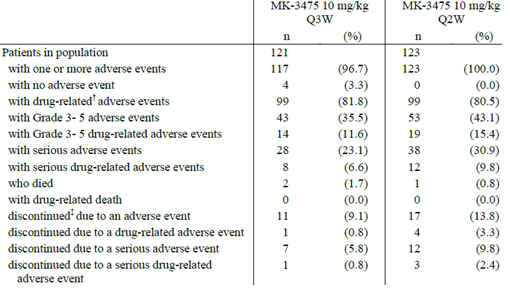 MK-3475 10 mg/kg Q3W MK-3475 10 mg/kg Q2W
n (%) n (%)
Patients in population 121 123
with one or more adverse events 117 (96.7) 123 (100.0)
with no adverse event 4 (3.3) 0 (0.0)
with drug-related† adverse events 99 (81.8) 99 (80.5)
with Grade 3- 5 adverse events 43 (35.5) 53 (43.1)
with Grade 3- 5 drug-related adverse events 14 (11.6) 19 (15.4)
with serious adverse events 28 (23.1) 38 (30.9)
with serious drug-related adverse events 8 (6.6) 12 (9.8)
who died 2 (1.7) 1 (0.8)
with drug-related death 0 (0.0) 0 (0.0)
discontinued‡ due to an adverse event 11 (9.1) 17 (13.8)
discontinued due to a drug-related adverse event 1 (0.8) 4 (3.3)
discontinued due to a serious adverse event 7 (5.8) 12 (9.8)
discontinued due to a serious drug-related 1 (0.8) 3 (2.4)
adverse event